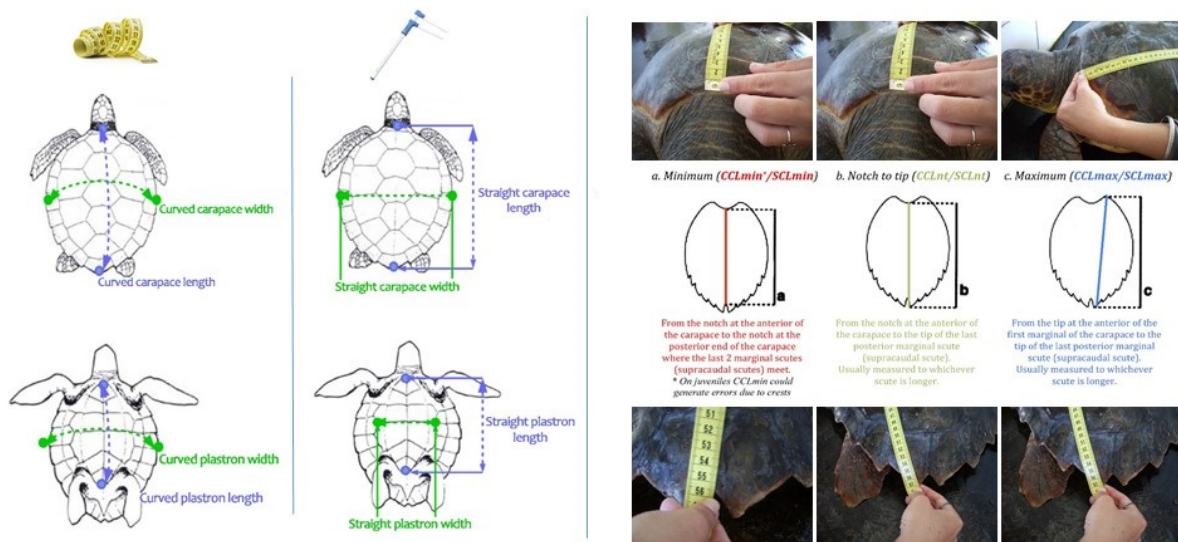 Curved carapace width
Curved carapace length
Straight carapace
length
Straight carapace width
Curved plastron width
Curved plastron length
Straight plastron
length
Straight plastron width
a. Minimum (CCLmin*/SCLmin)
b. Notch to tip (CCLnt/SCLnt)
c. Maximum (CCLmax/SCLmax)
a
b
c
From the notch at the anterior of
the carapace to the notch at the
posterior end of the carapace
where the last 2 marginal scutes
(supracaudal scutes) meet.
* On juveniles CCLmin could
generate errors due to crests
From the notch at the anterior of
the carapace to the tip of the last
posterior marginal scute
(supracaudal scute).
Usually measured to whichever
scute is longer.
From the tip at the anterior of the
first marginal of the carapace to the
tip of the last posterior marginal
scute (supracaudal scute).
Usually measured to whichever
scute is longer.
51
52
53
54
55
56